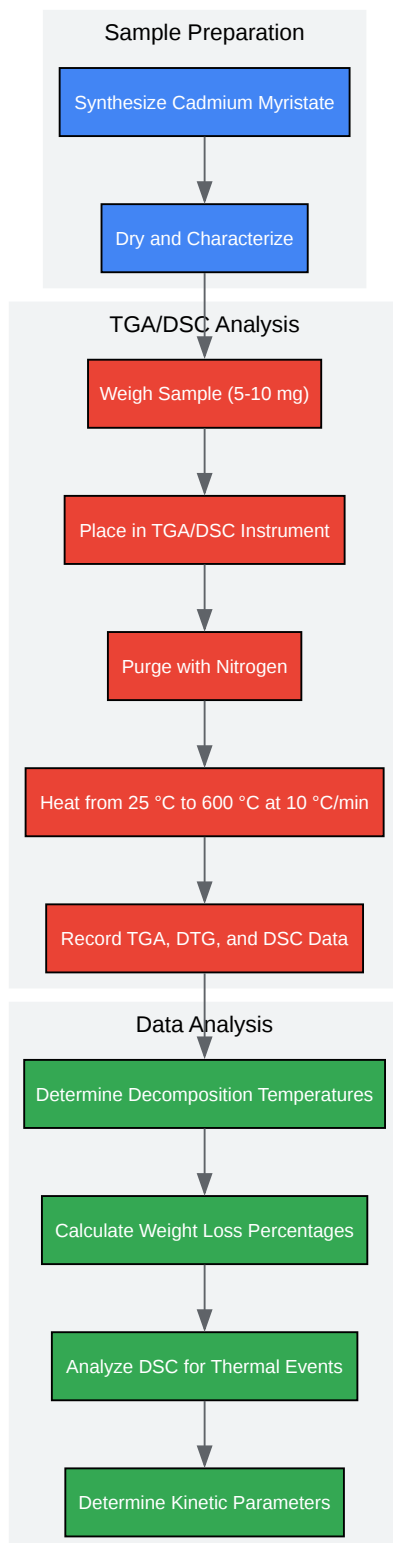 Sample Preparation
Synthesize Cadmium Myristate
Dry and Characterize
TGA/DSC Analysis
Weigh Sample (5-10 mg)
Place in TGA/DSC Instrument
Purge with Nitrogen
Heat from 25 °C to 600 °C at 10 °C/min
Record TGA, DTG, and DSC Data
Data Analysis
Determine Decomposition Temperatures
Calculate Weight Loss Percentages
Analyze DSC for Thermal Events
Determine Kinetic Parameters